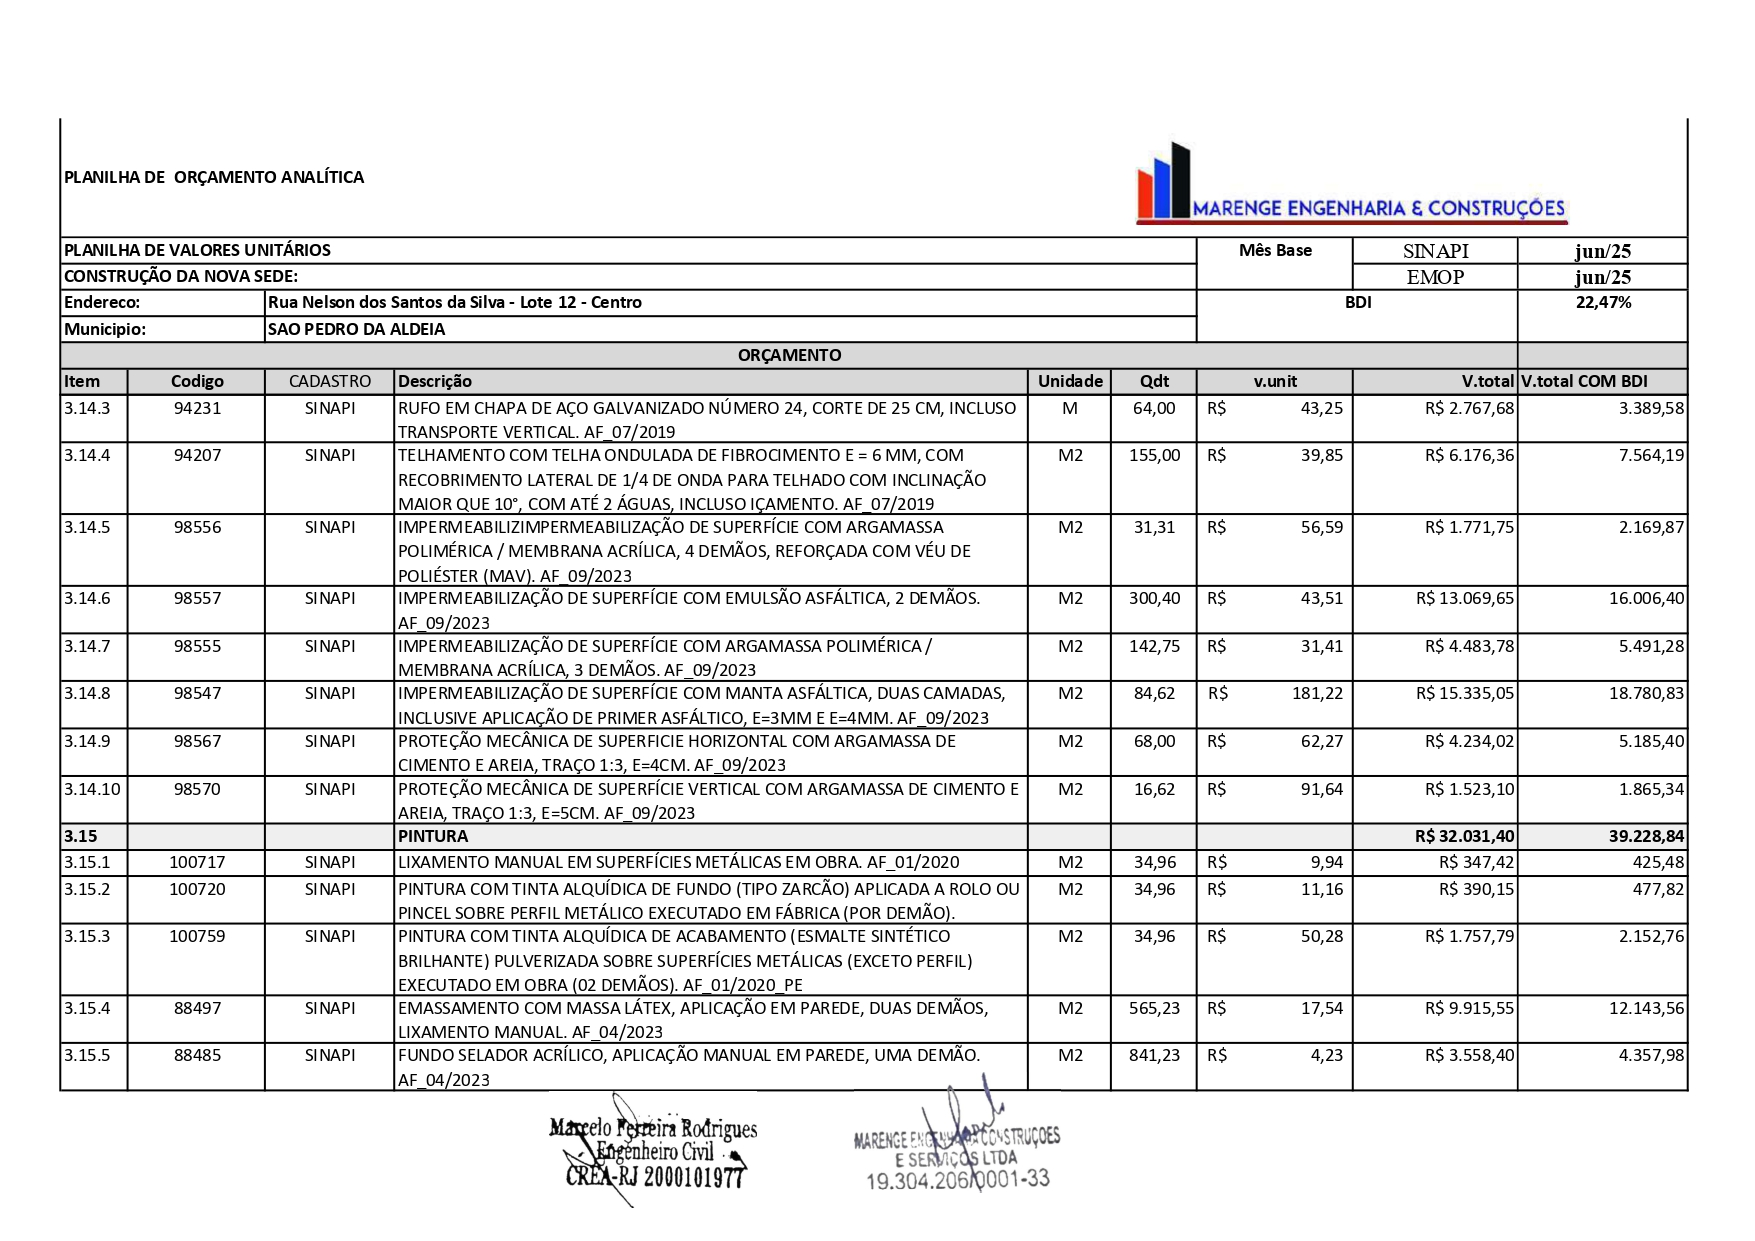 PLANILHA DE ORÇAMENTO ANALÍTICA
MARENGE ENGENHARIA & CONSTRUÇÕES
PLANILHA DE VALORES UNITÁRIOS Mês Base SINAPI jun/25
CONSTRUÇÃO DA NOVA SEDE: EMOP jun/25
Endereco: Rua Nelson dos Santos da Silva - Lote 12 - Centro BDI 22,47%
Municipio: SAO PEDRO DA ALDEIA
ORÇAMENTO
Item Codigo CADASTRO Descrição Unidade Qdt v.unit V.total V.total COM BDI
3.14.3 94231 SINAPI RUFO EM CHAPA DE AÇO GALVANIZADO NÚMERO 24, CORTE DE 25 CM, INCLUSO M 64,00 R$ 43,25 R$ 2.767,68 3.389,58
TRANSPORTE VERTICAL. AF_07/2019
3.14.4 94207 SINAPI TELHAMENTO COM TELHA ONDULADA DE FIBROCIMENTO E = 6 MM, COM M2 155,00 R$ 39,85 R$ 6.176,36 7.564,19
RECOBRIMENTO LATERAL DE 1/4 DE ONDA PARA TELHADO COM INCLINAÇÃO
MAIOR QUE 10°, COM ATÉ 2 ÁGUAS, INCLUSO IÇAMENTO. AF_07/2019
3.14.5 98556 SINAPI IMPERMEABILIZIMPERMEABILIZAÇÃO DE SUPERFÍCIE COM ARGAMASSA M2 31,31 R$ 56,59 R$ 1.771,75 2.169,87
POLIMÉRICA / MEMBRANA ACRÍLICA, 4 DEMÃOS, REFORÇADA COM VÉU DE
POLIÉSTER (MAV). AF_09/2023
3.14.6 98557 SINAPI IMPERMEABILIZAÇÃO DE SUPERFÍCIE COM EMULSÃO ASFÁLTICA, 2 DEMÃOS. M2 300,40 R$ 43,51 R$ 13.069,65 16.006,40
AF_09/2023
3.14.7 98555 SINAPI IMPERMEABILIZAÇÃO DE SUPERFÍCIE COM ARGAMASSA POLIMÉRICA / M2 142,75 R$ 31,41 R$ 4.483,78 5.491,28
MEMBRANA ACRÍLICA, 3 DEMÃOS. AF_09/2023
3.14.8 98547 SINAPI IMPERMEABILIZAÇÃO DE SUPERFÍCIE COM MANTA ASFÁLTICA, DUAS CAMADAS, M2 84,62 R$ 181,22 R$ 15.335,05 18.780,83
INCLUSIVE APLICAÇÃO DE PRIMER ASFÁLTICO, E=3MM E E=4MM. AF_09/2023
3.14.9 98567 SINAPI PROTEÇÃO MECÂNICA DE SUPERFICIE HORIZONTAL COM ARGAMASSA DE M2 68,00 R$ 62,27 R$ 4.234,02 5.185,40
CIMENTO E AREIA, TRAÇO 1:3, E=4CM. AF_09/2023
3.14.10 98570 SINAPI PROTEÇÃO MECÂNICA DE SUPERFÍCIE VERTICAL COM ARGAMASSA DE CIMENTO E M2 16,62 R$ 91,64 R$ 1.523,10 1.865,34
AREIA, TRAÇO 1:3, E=5CM. AF_09/2023
3.15 PINTURA R$ 32.031,40 39.228,84
3.15.1 100717 SINAPI LIXAMENTO MANUAL EM SUPERFÍCIES METÁLICAS EM OBRA. AF_01/2020 M2 34,96 R$ 9,94 R$ 347,42 425,48
3.15.2 100720 SINAPI PINTURA COM TINTA ALQUÍDICA DE FUNDO (TIPO ZARCÃO) APLICADA A ROLO OU M2 34,96 R$ 11,16 R$ 390,15 477,82
PINCEL SOBRE PERFIL METÁLICO EXECUTADO EM FÁBRICA (POR DEMÃO).
3.15.3 100759 SINAPI PINTURA COM TINTA ALQUÍDICA DE ACABAMENTO (ESMALTE SINTÉTICO M2 34,96 R$ 50,28 R$ 1.757,79 2.152,76
BRILHANTE) PULVERIZADA SOBRE SUPERFÍCIES METÁLICAS (EXCETO PERFIL)
EXECUTADO EM OBRA (02 DEMÃOS). AF_01/2020_PE
3.15.4 88497 SINAPI EMASSAMENTO COM MASSA LÁTEX, APLICAÇÃO EM PAREDE, DUAS DEMÃOS, M2 565,23 R$ 17,54 R$ 9.915,55 12.143,56
LIXAMENTO MANUAL. AF_04/2023
3.15.5 88485 SINAPI FUNDO SELADOR ACRÍLICO, APLICAÇÃO MANUAL EM PAREDE, UMA DEMÃO. M2 841,23 R$ 4,23 R$ 3.558,40 4.357,98
AF_04/2023
Marcelo Ferreira Rodrigues
Engenheiro Civil
CREA-RJ 2000101977
MARENGE ENGENHARIA CONSTRUÇOES
E SERVIÇOS LTDA
19.304.206/0001-33